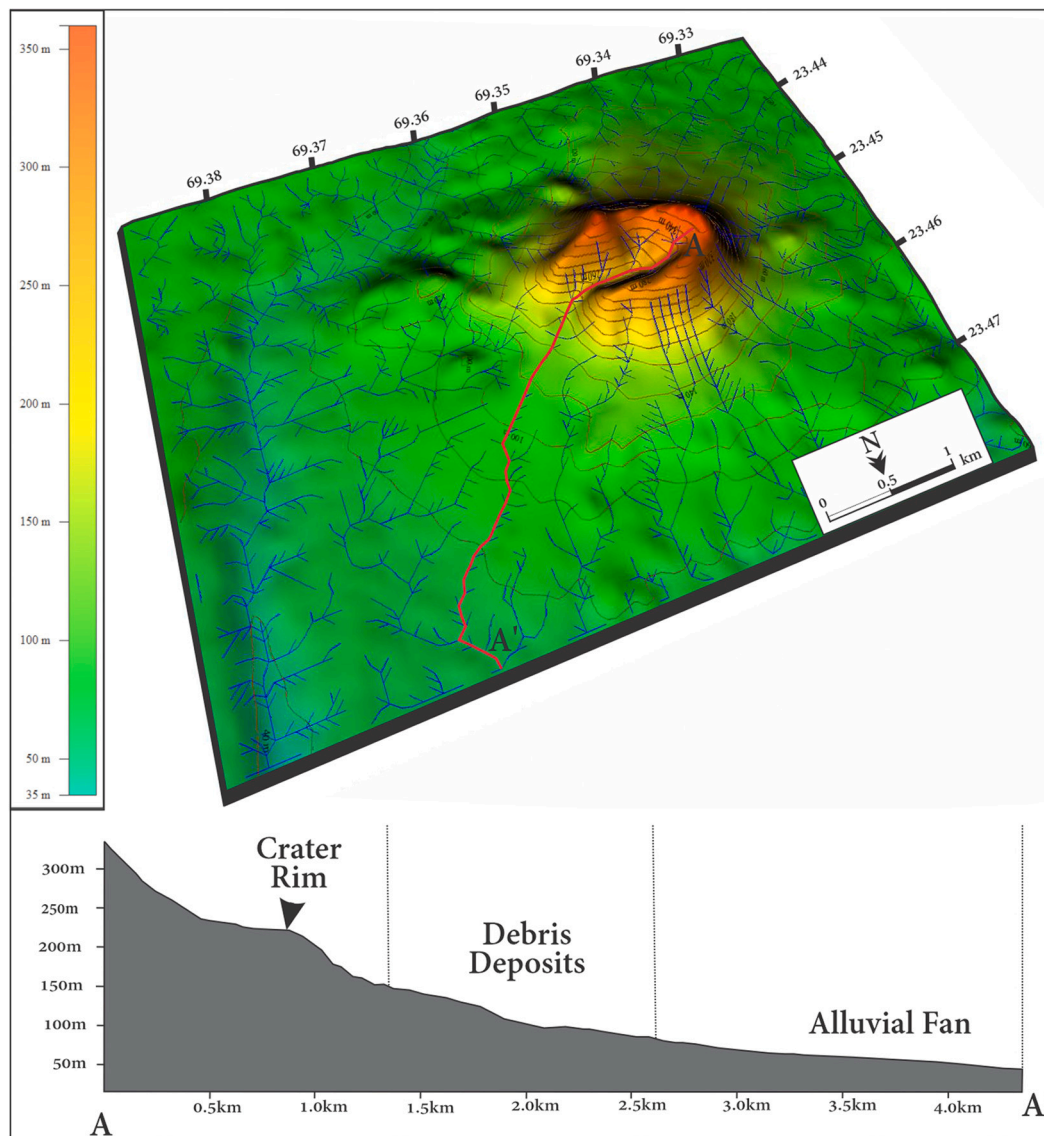 350 m
300 m
250 m
200 m
150 m
100 m
50 m
35 m
69.38
69.37
69.36
69.35
69.34
69.33
23.44
23.45
23.46
23.47
A
A'
N
0
0.5
1
km
300m
250m
200m
150m
100m
50m
Crater
Rim
Debris
Deposits
Alluvial Fan
0.5km
1.0km
1.5km
2.0km
2.5km
3.0km
3.5km
4.0km
A
A